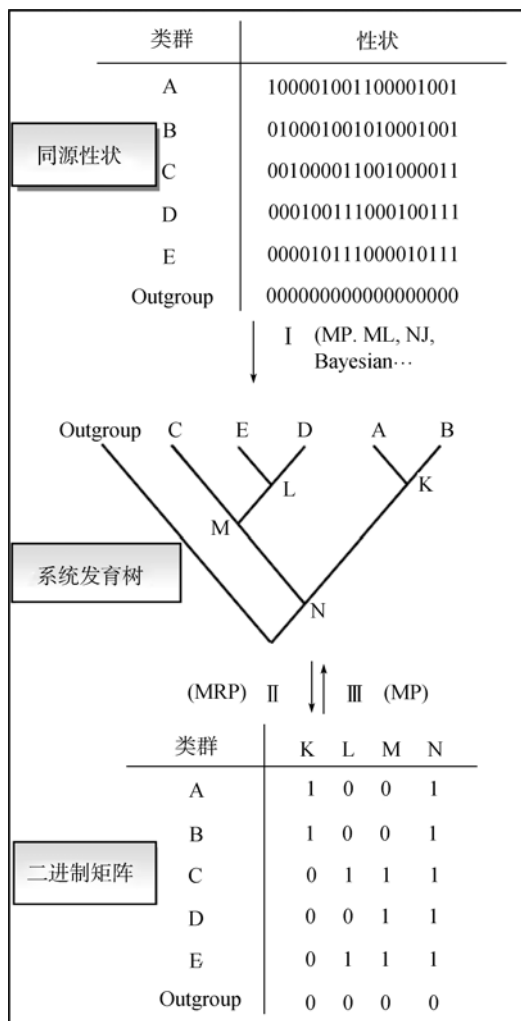 类群 性状
A 100001001100001001
B 010001001010001001
同源性状
C 001000011001000011
D 000100111000100111
E 000010111000010111
Outgroup 000000000000000000
I (MP. ML, NJ,
Bayesian…
Outgroup C E D A B
L K
M
系统发育树
N
(MRP) II III (MP)
类群 K L M N
A 1 0 0 1
B 1 0 0 1
二进制矩阵
C 0 1 1 1
D 0 0 1 1
E 0 1 1 1
Outgroup 0 0 0 0